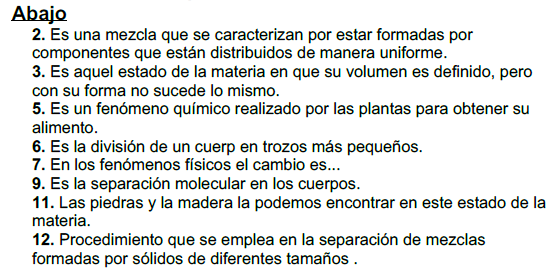 Abajo
2. Es una mezcla que se caracterizan por estar formadas por
componentes que están distribuidos de manera uniforme.
3. Es aquel estado de la materia en que su volumen es definido, pero
con su forma no sucede lo mismo.
5. Es un fenómeno químico realizado por las plantas para obtener su
alimento.
6. Es la división de un cuerp en trozos más pequeños.
7. En los fenómenos físicos el cambio es...
9. Es la separación molecular en los cuerpos.
11. Las piedras y la madera la podemos encontrar en este estado de la
materia.
12. Procedimiento que se emplea en la separación de mezclas
formadas por sólidos de diferentes tamaños .